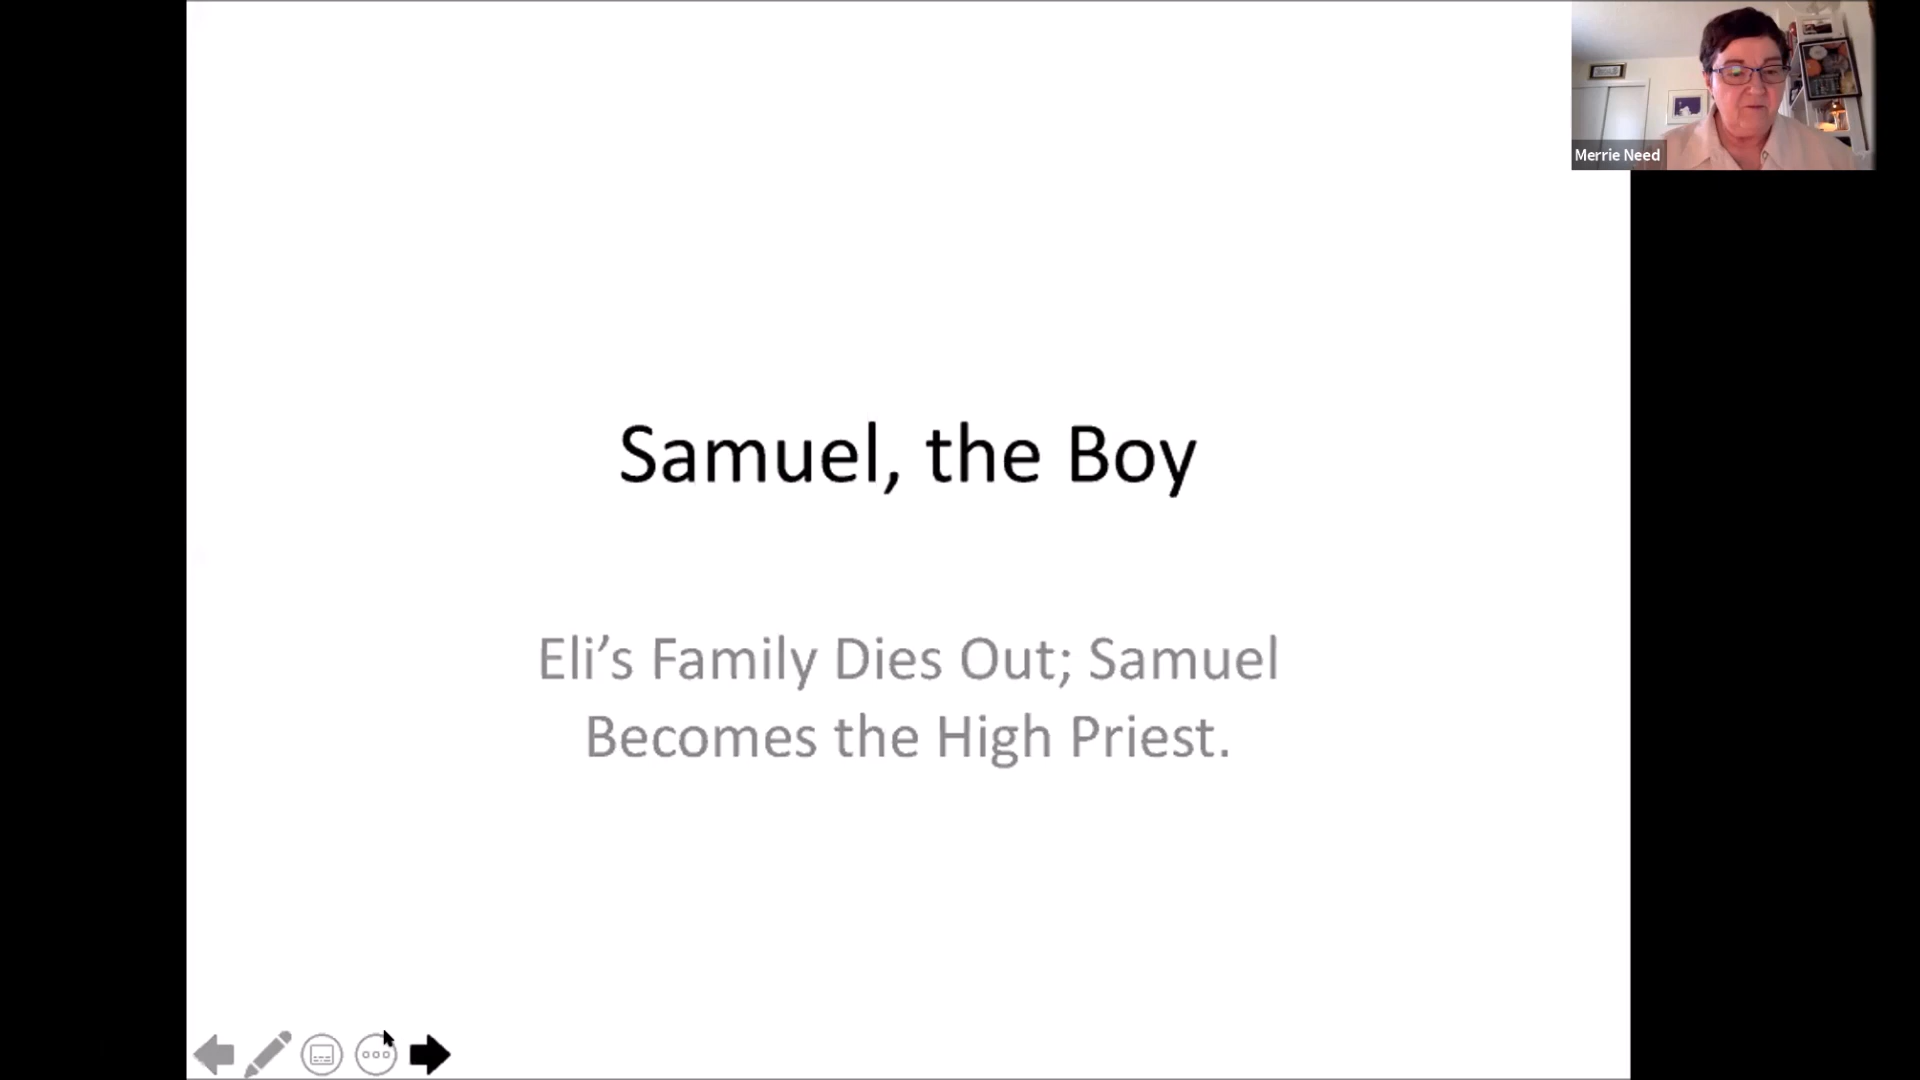 Merrie Need
Samuel, the Boy
Eli’s Family Dies Out; Samuel
Becomes the High Priest.